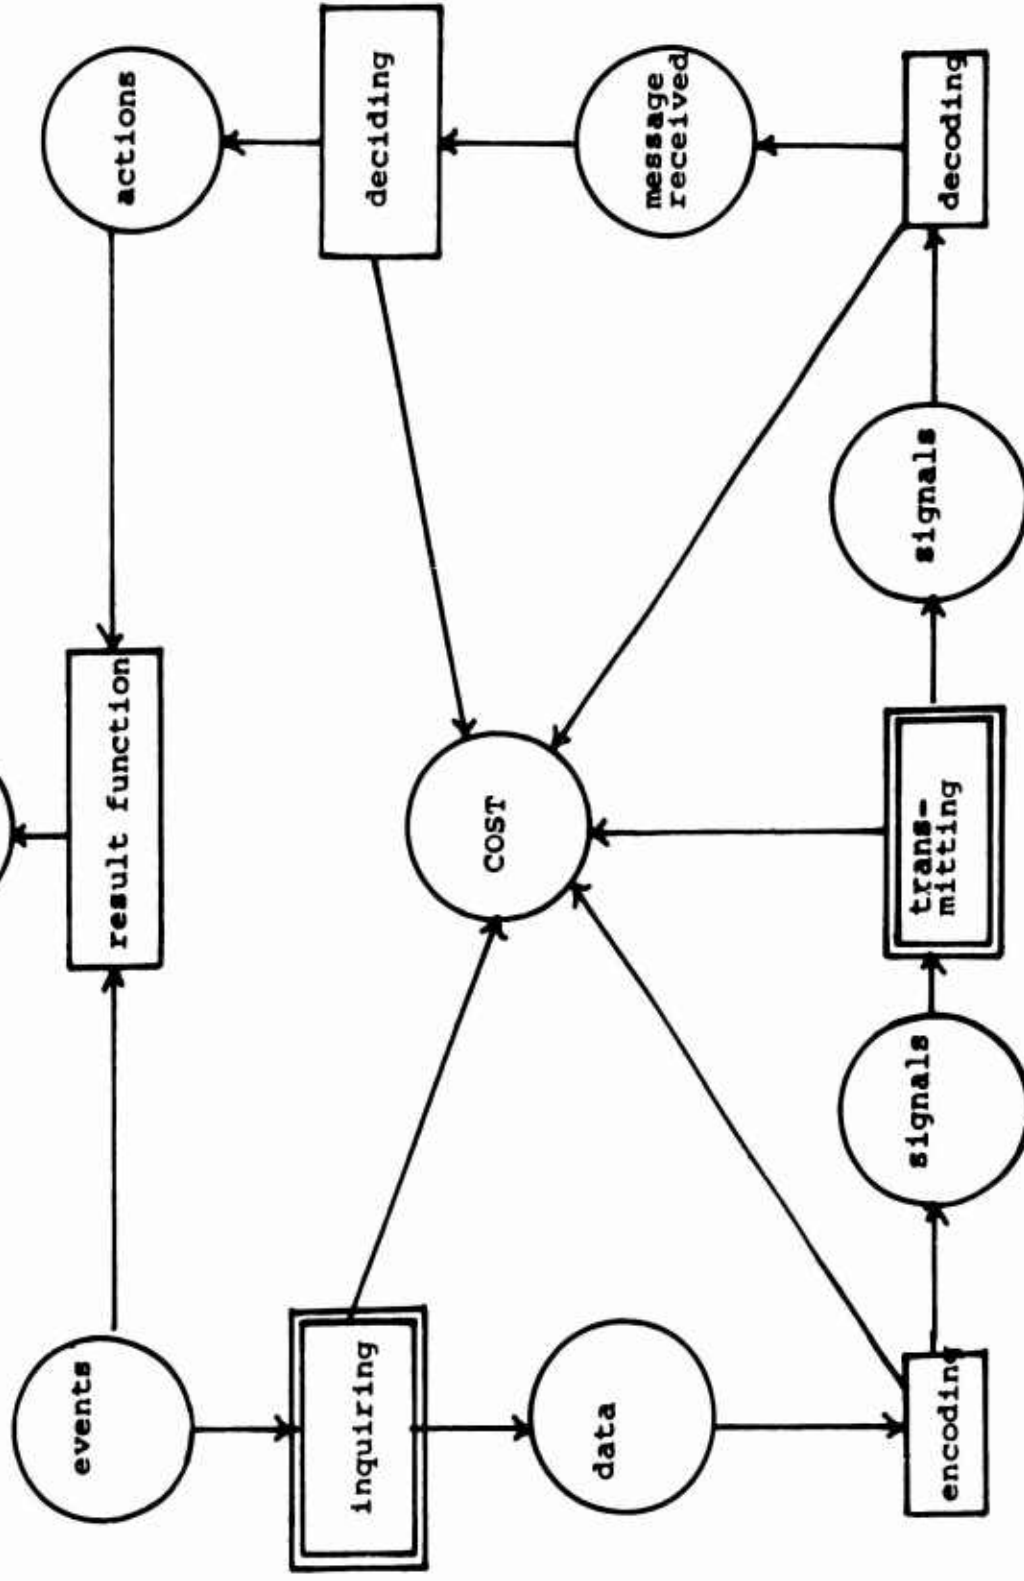 events
inquiring
data
encoding
signals
trans-
mitting
signals
decoding
message
received
deciding
actions
result function
COST